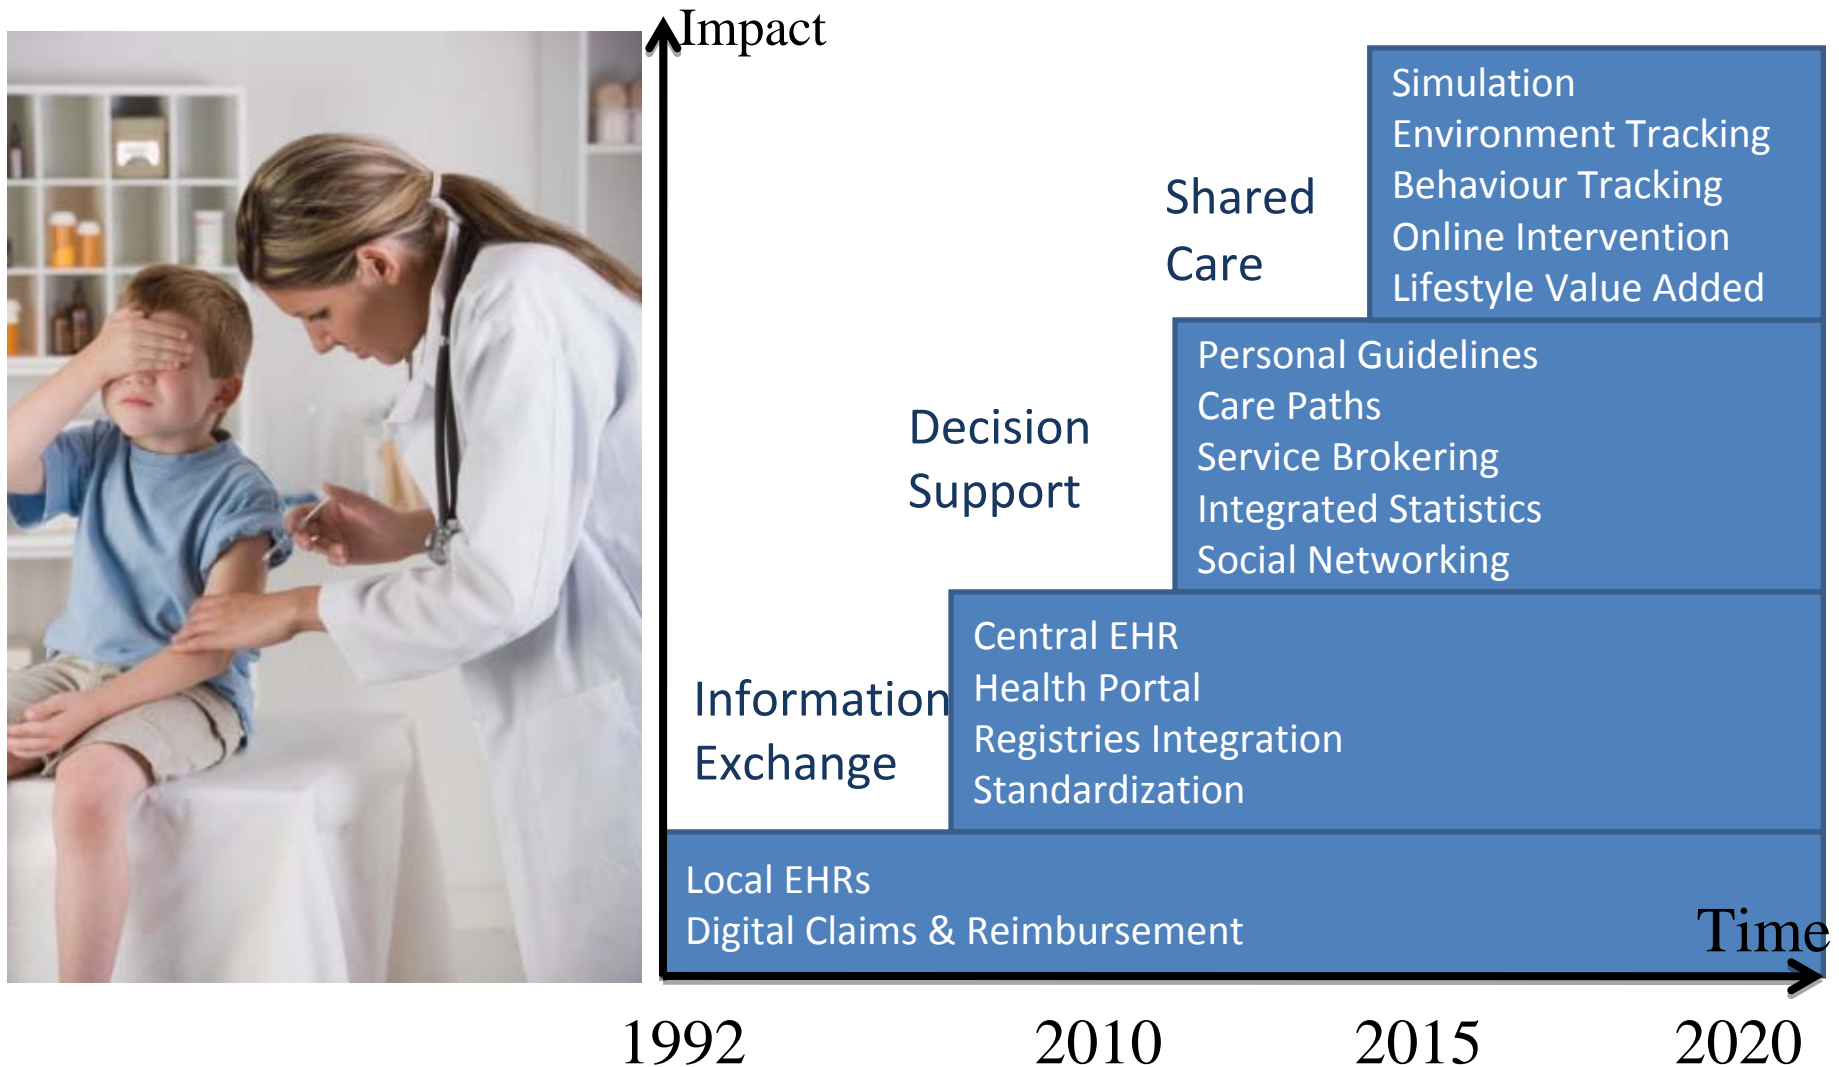 Impact
Simulation
Environment Tracking
Behaviour Tracking
Online Intervention
Lifestyle Value Added
Shared
Care
Personal Guidelines
Care Paths
Service Brokering
Integrated Statistics
Social Networking
Decision
Support
Central EHR
Health Portal
Registries Integration
Standardization
Information
Exchange
Local EHRs
Digital Claims & Reimbursement
Time
1992 2010 2015 2020